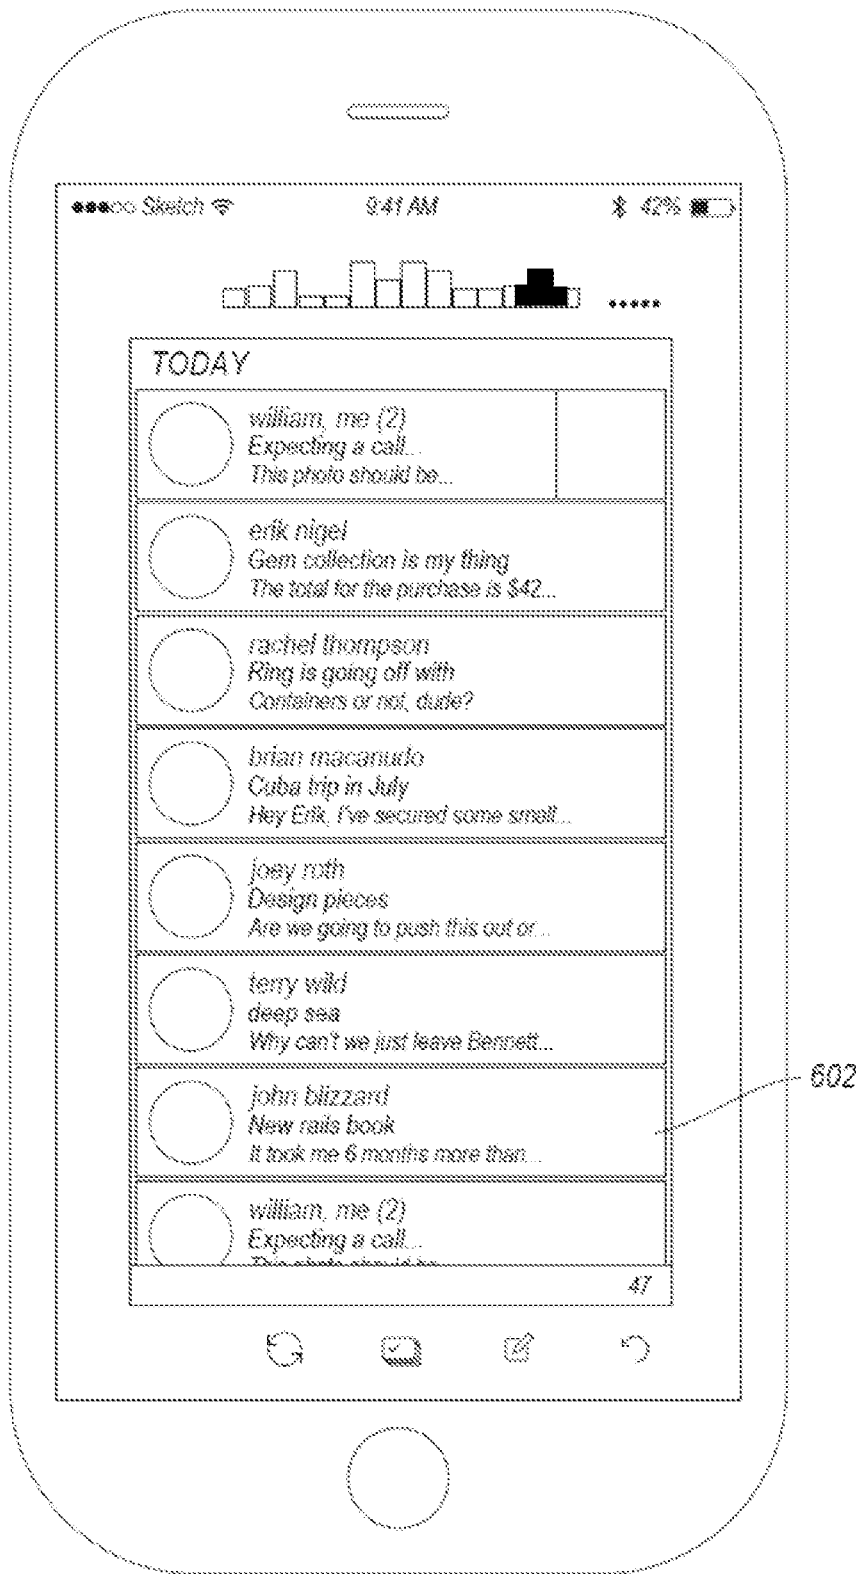 Sketch 9:41 AM 42%
TODAY
william, me (2)
Expecting a call...
This photo should be...
erik nigel
Gem collection is my thing
The total for the purchase is $42...
rachel thompson
Ring is going off with
Containers or not, dude?
brian macanudo
Cuba trip in July
Hey Erik, I've secured some small...
joey roth
Design pieces
Are we going to push this out or...
terry wild
deep sea
Why can't we just leave Bennett...
john blizzard
New rails book
It took me 6 months more than...
602
william, me (2)
Expecting a call...
This photo should be
47